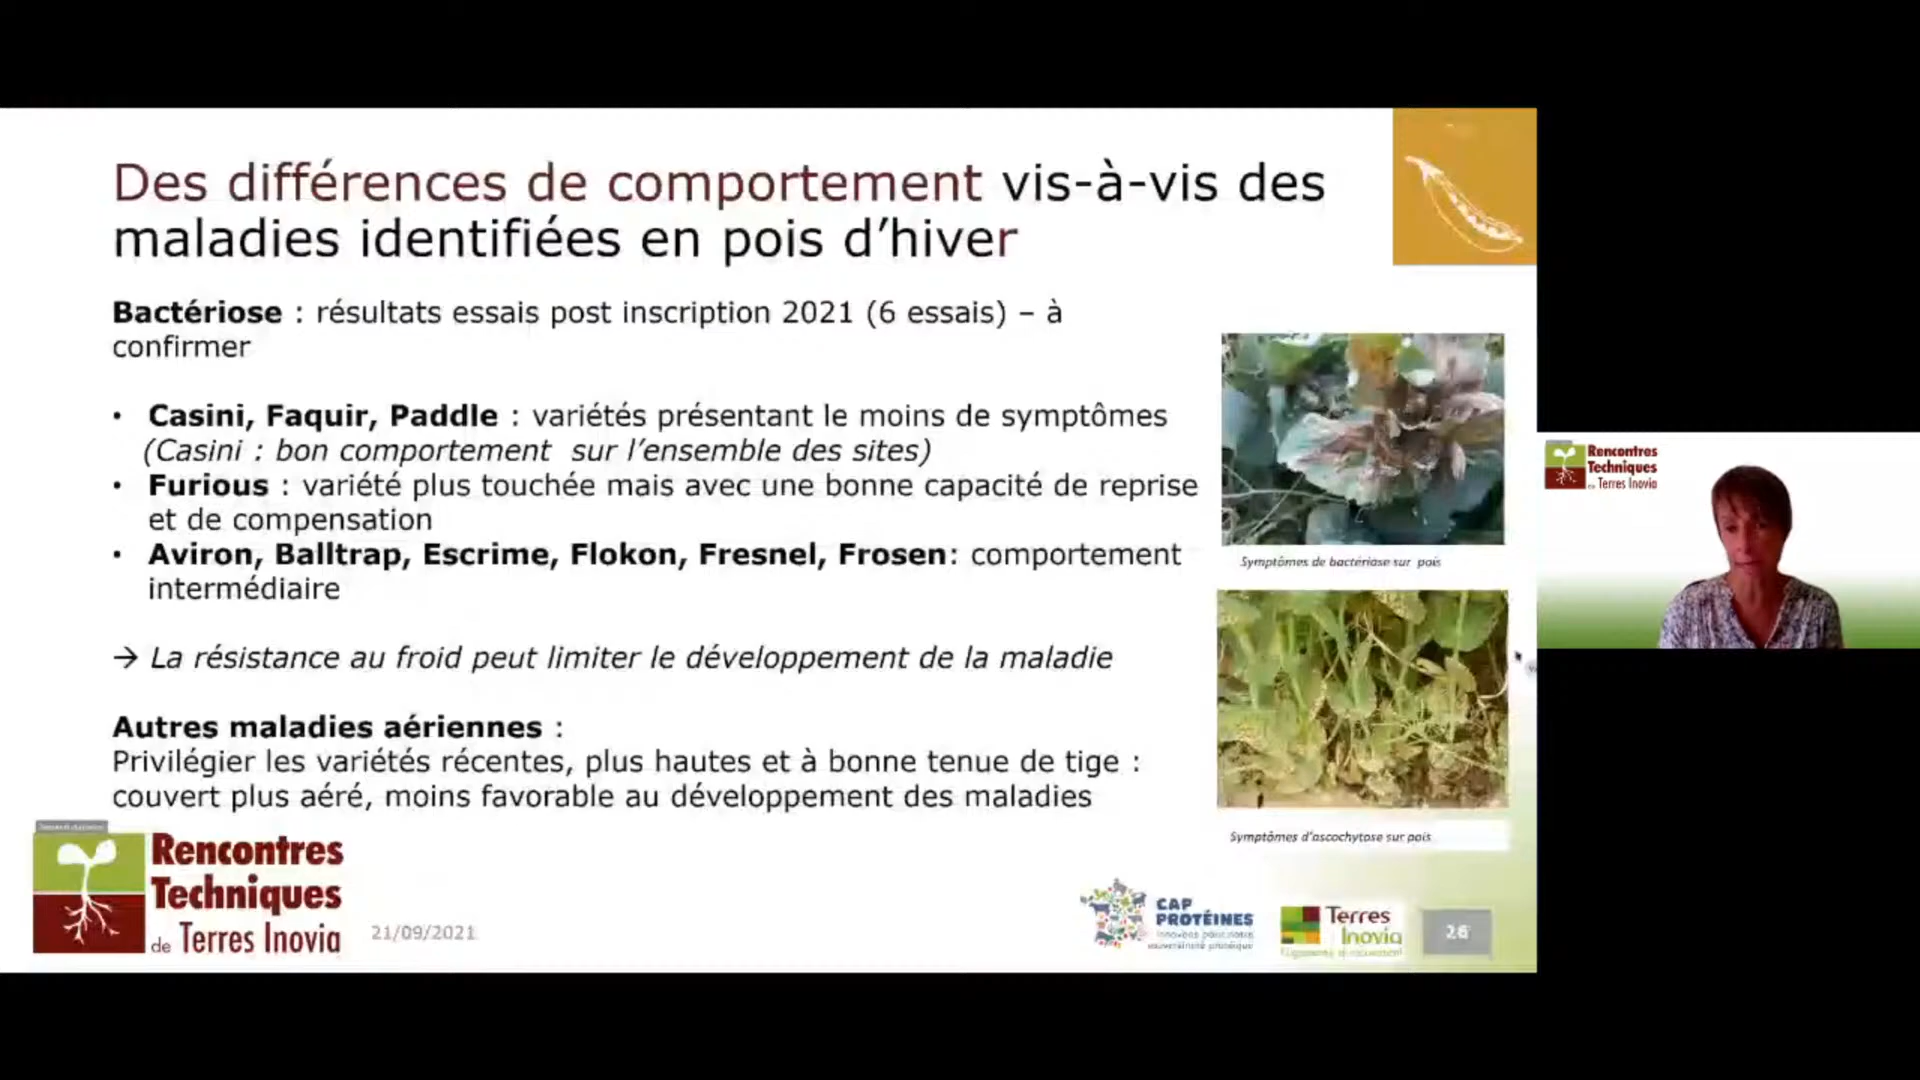 Des différences de comportement vis-à-vis des
maladies identifiées en pois d’hiver
Bactériose : résultats essais post inscription 2021 (6 essais) – à
confirmer
• Casini, Faquir, Paddle : variétés présentant le moins de symptômes
(Casini : bon comportement sur l’ensemble des sites)
• Furious : variété plus touchée mais avec une bonne capacité de reprise
et de compensation
• Aviron, Balltrap, Escrime, Flokon, Fresnel, Frosen: comportement
intermédiaire
→ La résistance au froid peut limiter le développement de la maladie
Autres maladies aériennes :
Privilégier les variétés récentes, plus hautes et à bonne tenue de tige :
couvert plus aéré, moins favorable au développement des maladies
Symptômes de bactériose sur pois
Symptômes d’ascochytose sur pois
Rencontres
Techniques
de Terres Inovia
21/09/2021
CAP
PROTÉINES
Terres
Inovia
26
Rencontres
Techniques
de Terres Inovia